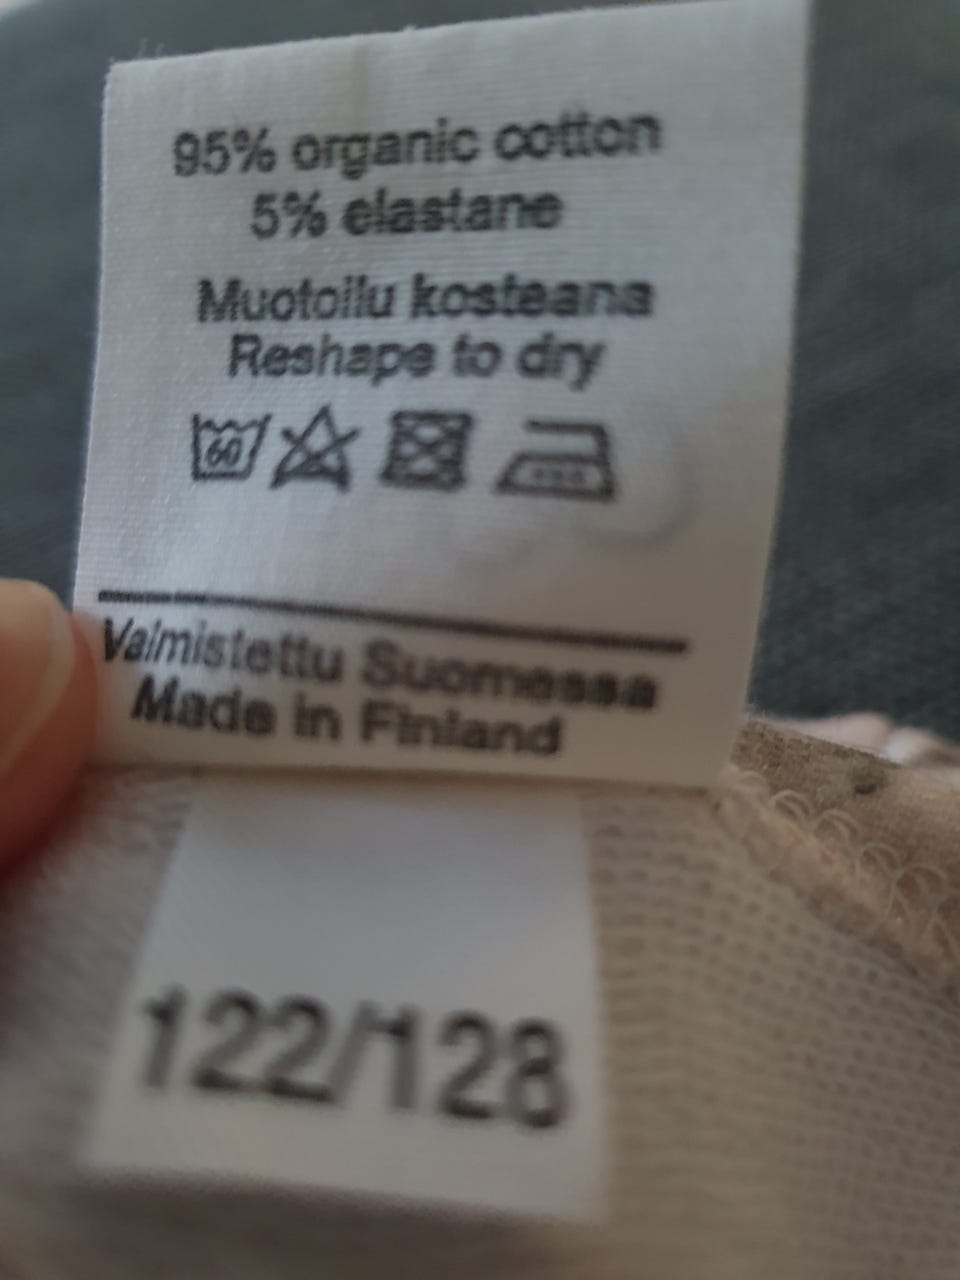 95% organic cotton
5% elastane
Muotoilu kosteana
Reshape to dry
60
Valmistettu Suomessa
Made in Finland
122/128